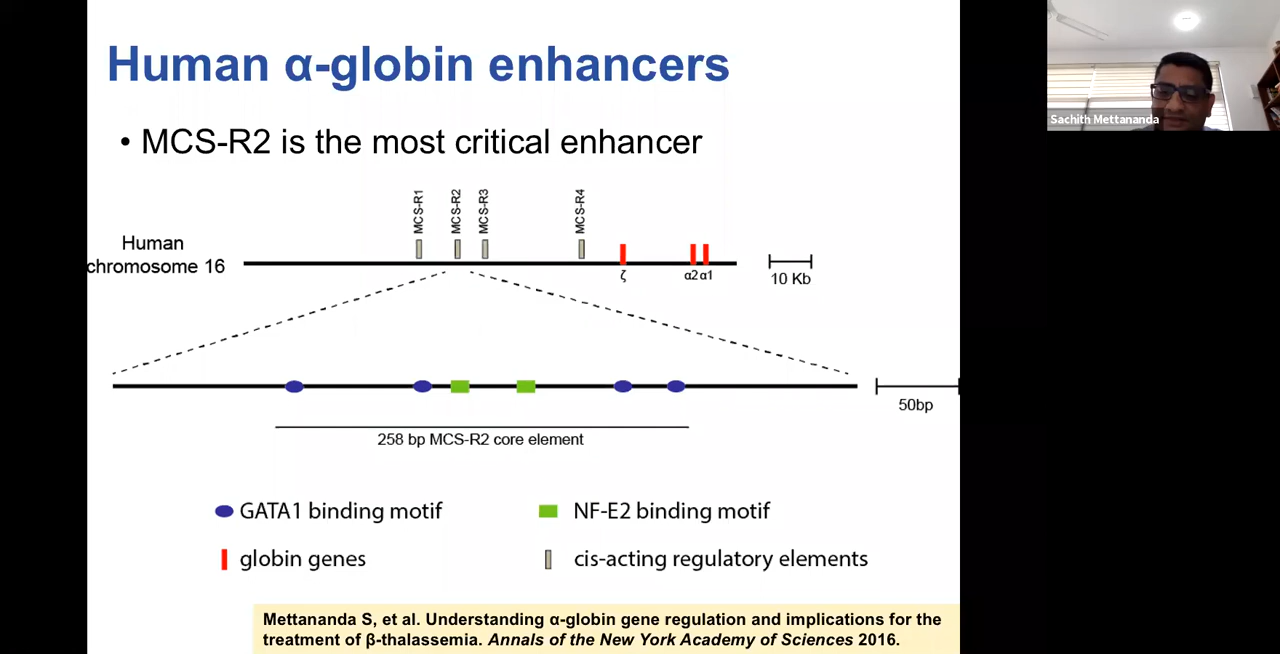 Human α-globin enhancers
• MCS-R2 is the most critical enhancer
MCS-R1
MCS-R2
MCS-R3
MCS-R4
Human
chromosome 16
ζ
α2 α1
10 Kb
50bp
258 bp MCS-R2 core element
GATA1 binding motif
NF-E2 binding motif
globin genes
cis-acting regulatory elements
Mettananda S, et al. Understanding α-globin gene regulation and implications for the
treatment of β-thalassemia. Annals of the New York Academy of Sciences 2016.
Sachith Mettananda